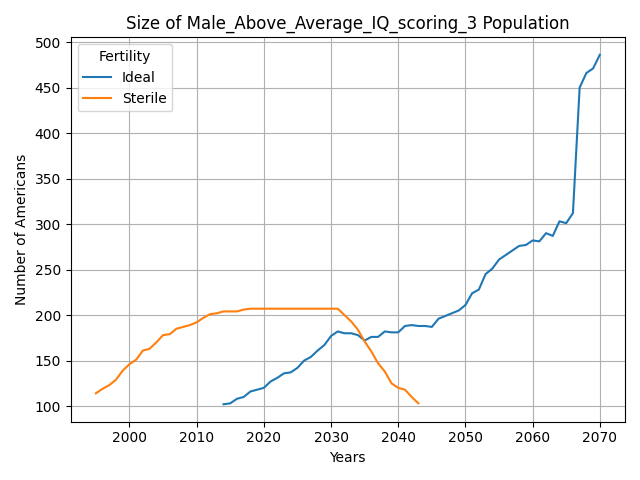 Size of Male_Above_Average_IQ_scoring_3 Population
Fertility
Ideal
Sterile
500
450
400
350
300
250
200
150
100
Number of Americans
2000 2010 2020 2030 2040 2050 2060 2070
Years